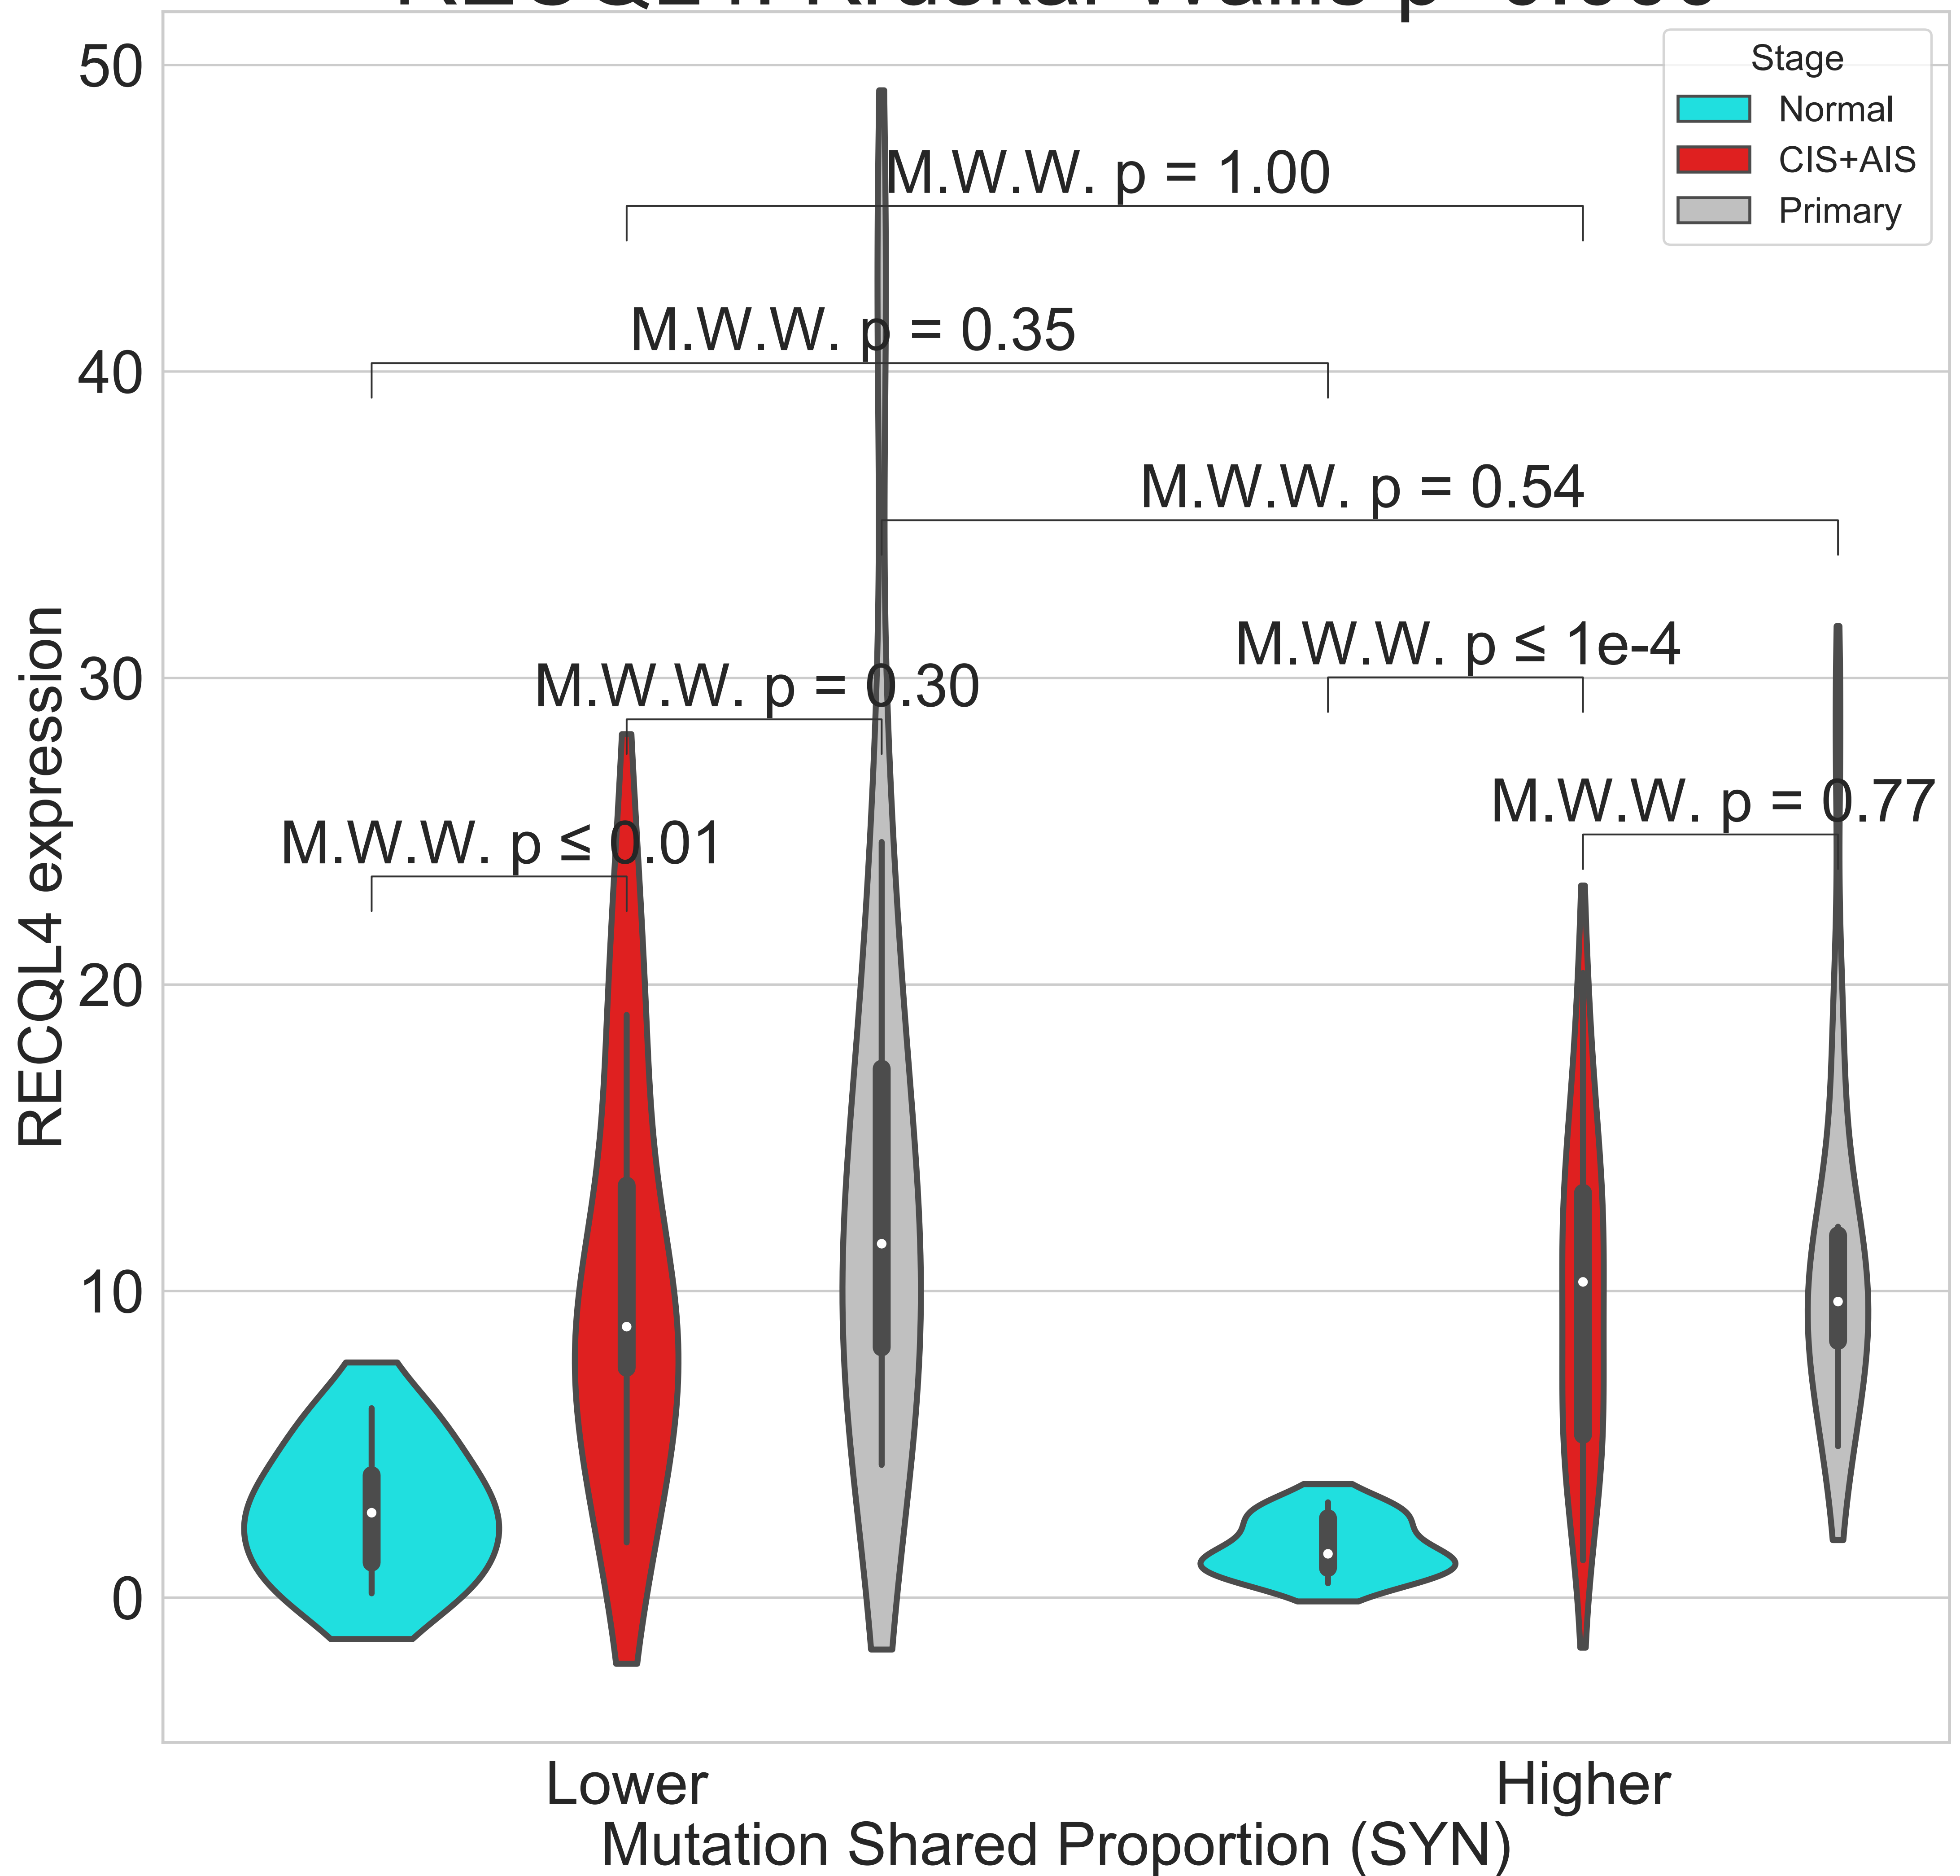 50
40
30
20
10
0
RECQL4 expression
Stage
Normal
CIS+AIS
Primary
M.W.W. p = 1.00
M.W.W. p = 0.35
M.W.W. p = 0.54
M.W.W. p ≤ 1e-4
M.W.W. p = 0.30
M.W.W. p = 0.77
M.W.W. p ≤ 0.01
Lower
Higher
Mutation Shared Proportion (SYN)